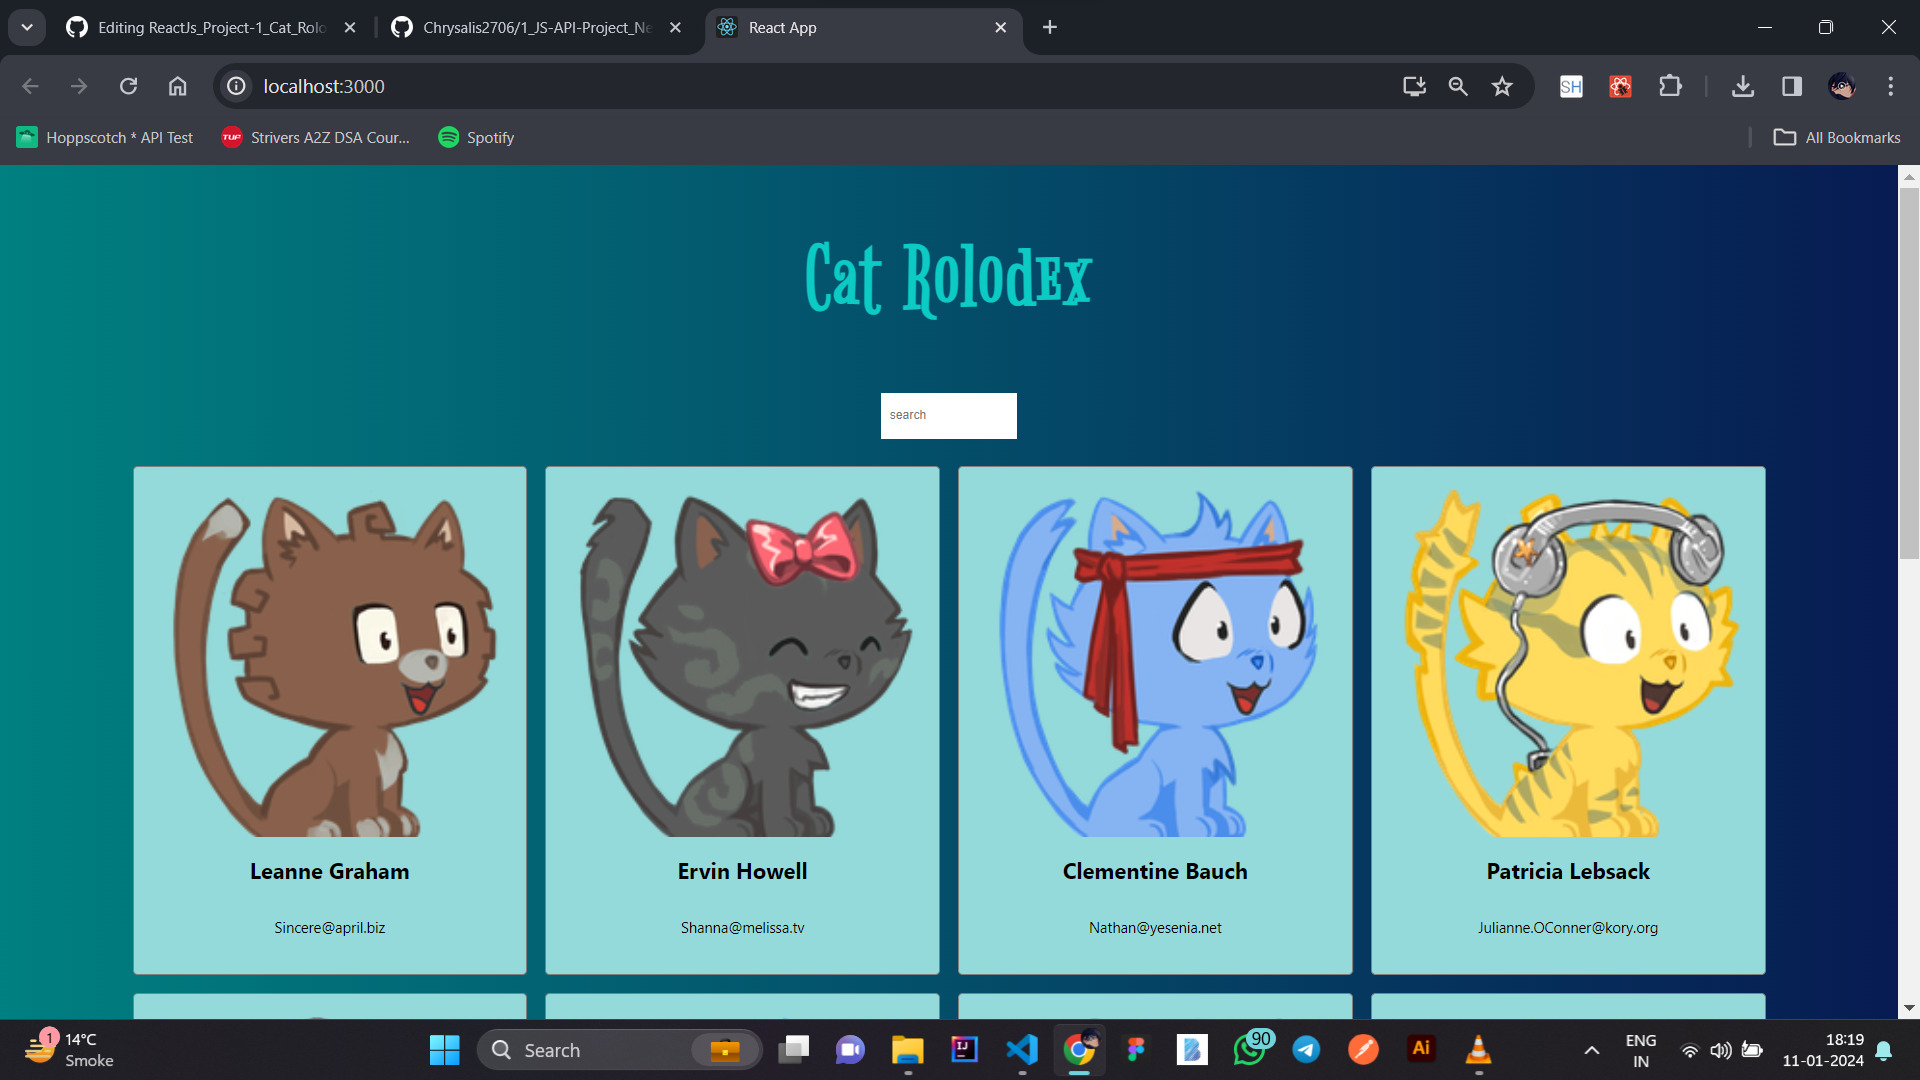 Editing ReactJs_Project-1_Cat_Rolo
Chrysalis2706/1_JS-API-Project_Ne
React App
localhost:3000
SH
Hoppscotch * API Test
TUF
Strivers A2Z DSA Cour...
Spotify
All Bookmarks
Cat RolodEx
search
Leanne Graham
Ervin Howell
Clementine Bauch
Patricia Lebsack
Sincere@april.biz
Shanna@melissa.tv
Nathan@yesenia.net
Julianne.OConner@kory.org
1
14°C
Smoke
Search
IJ
90
Ai
ENG
IN
18:19
11-01-2024